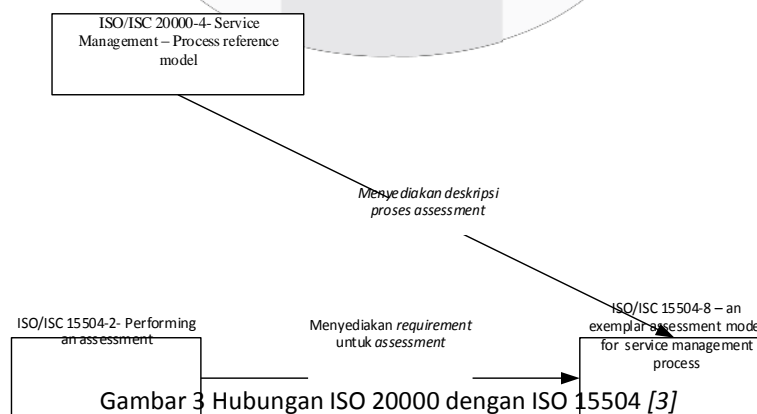 ISO/ISC 20000-4- Service
Management – Process reference
model
Menyediakan deskripsi
proses assessment
ISO/ISC 15504-2- Performing
an assessment
Menyediakan requirement
untuk assessment
ISO/ISC 15504-8 – an
exemplar assessment mode
for service management
process
Gambar 3 Hubungan ISO 20000 dengan ISO 15504 [3]